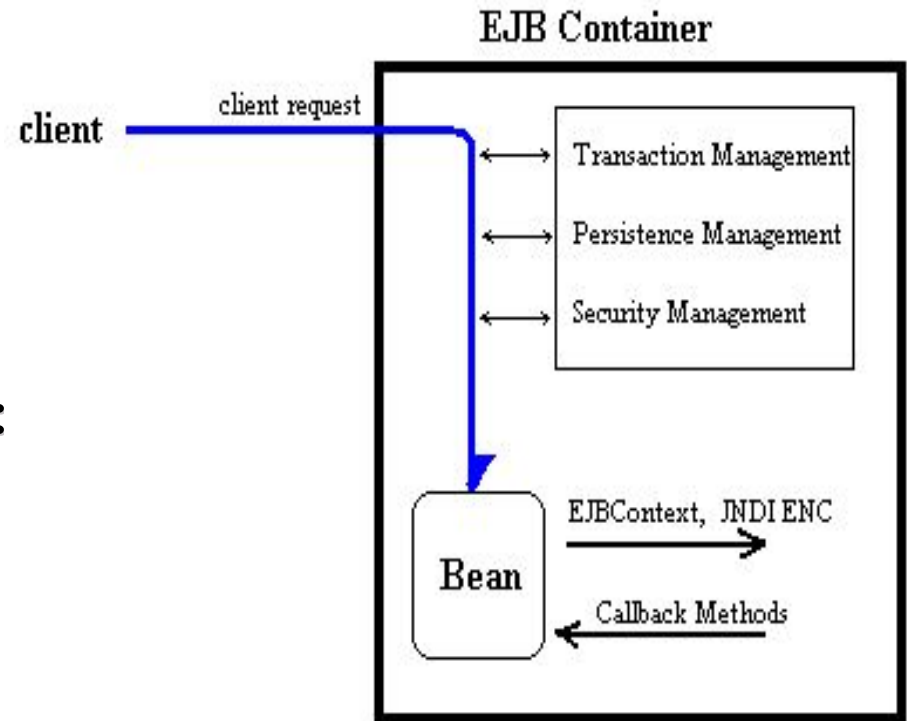 EJB Container
client request
client
Transaction Management
Persistence Management
Security Management
:
EJBContext, JNDI ENC
Bean
Callback Methods